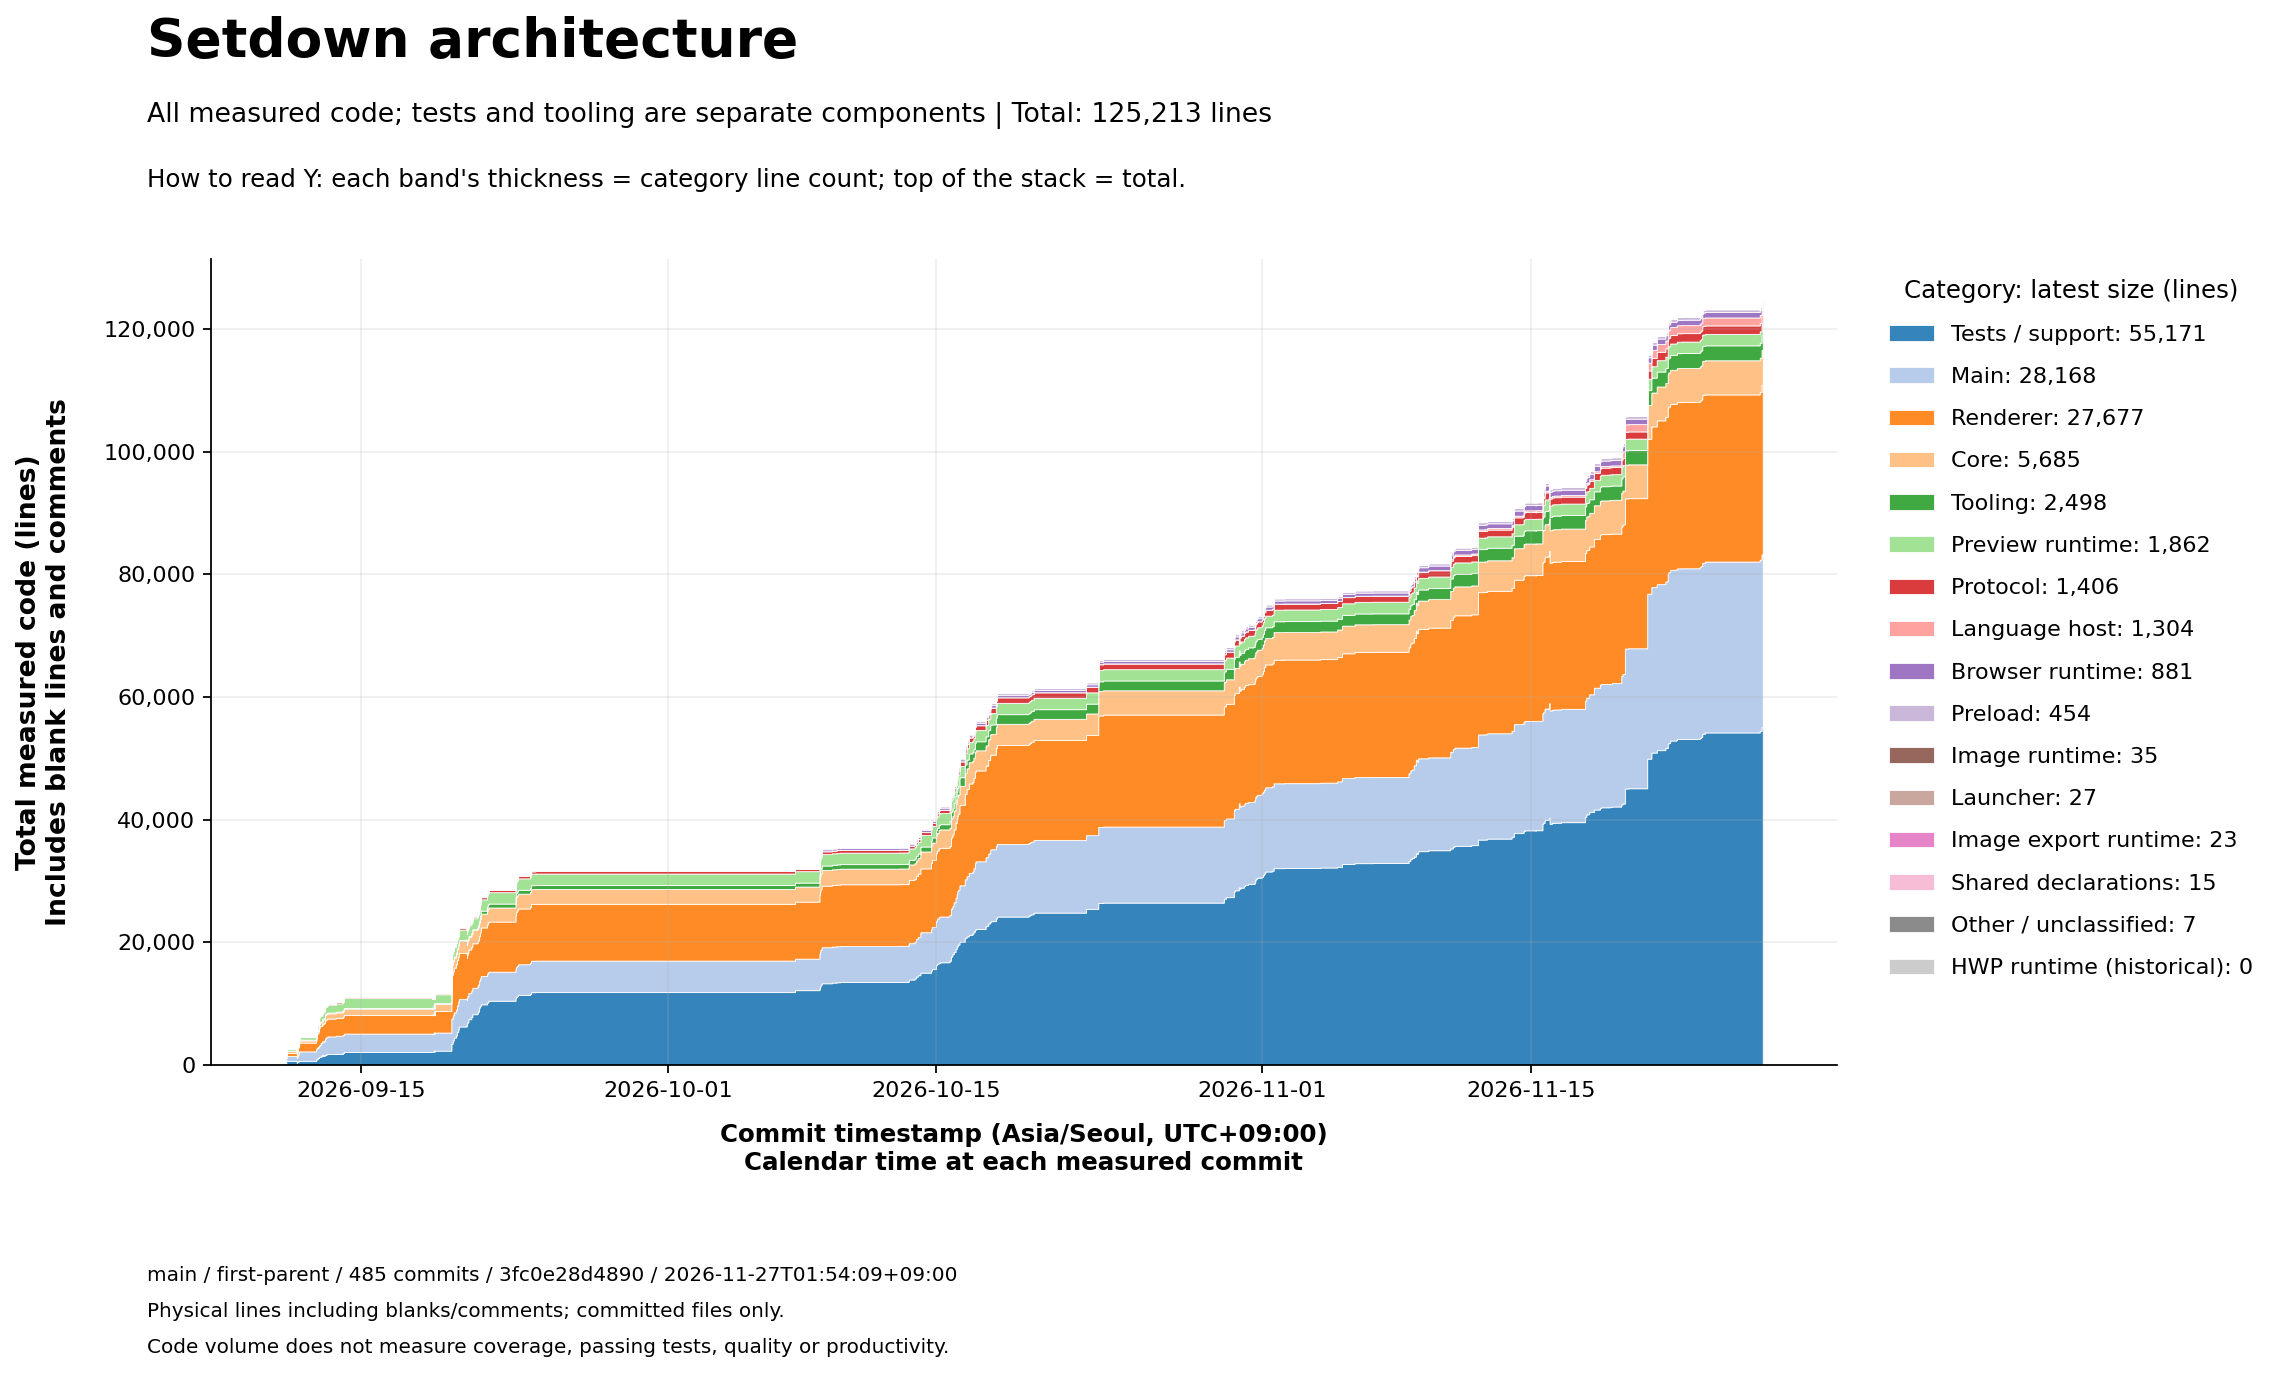 Setdown architecture
All measured code; tests and tooling are separate components | Total: 125,213 lines
How to read Y: each band's thickness = category line count; top of the stack = total.
Total measured code (lines)
Includes blank lines and comments
120,000
100,000
80,000
60,000
40,000
20,000
0
2026-09-15
2026-10-01
2026-10-15
2026-11-01
2026-11-15
Commit timestamp (Asia/Seoul, UTC+09:00)
Calendar time at each measured commit
Category: latest size (lines)
Tests / support: 55,171
Main: 28,168
Renderer: 27,677
Core: 5,685
Tooling: 2,498
Preview runtime: 1,862
Protocol: 1,406
Language host: 1,304
Browser runtime: 881
Preload: 454
Image runtime: 35
Launcher: 27
Image export runtime: 23
Shared declarations: 15
Other / unclassified: 7
HWP runtime (historical): 0
main / first-parent / 485 commits / 3fc0e28d4890 / 2026-11-27T01:54:09+09:00
Physical lines including blanks/comments; committed files only.
Code volume does not measure coverage, passing tests, quality or productivity.